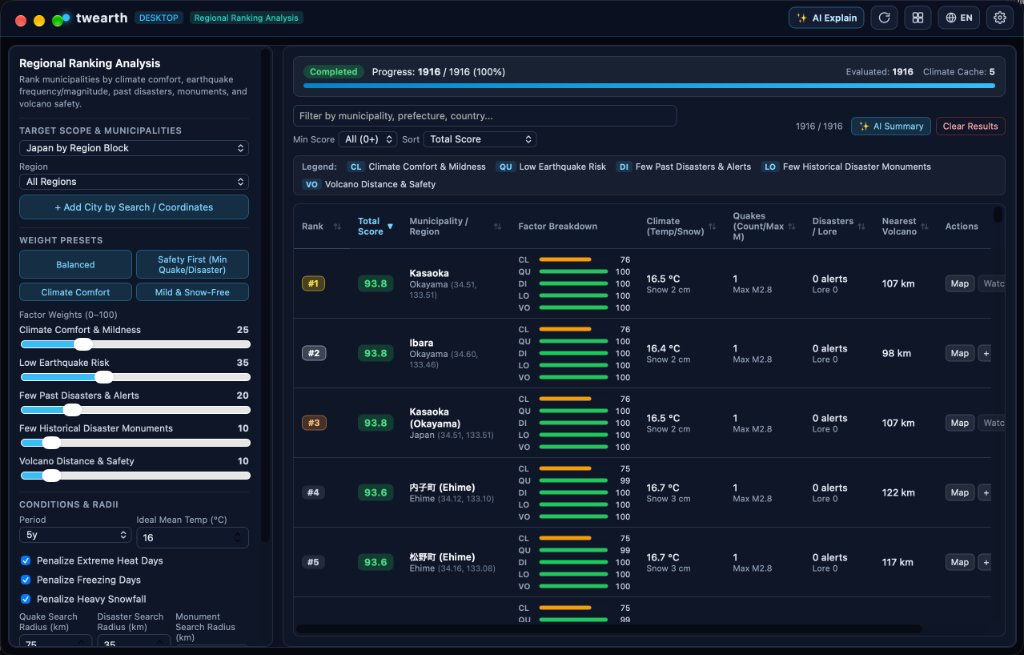 twearth DESKTOP Regional Ranking Analysis
AI Explain
EN
Regional Ranking Analysis
Rank municipalities by climate comfort, earthquake
frequency/magnitude, past disasters, monuments, and
volcano safety.
TARGET SCOPE & MUNICIPALITIES
Japan by Region Block
Region
All Regions
+ Add City by Search / Coordinates
WEIGHT PRESETS
Balanced
Safety First (Min
Quake/Disaster)
Climate Comfort
Mild & Snow-Free
Factor Weights (0–100)
Climate Comfort & Mildness 25
Low Earthquake Risk 35
Few Past Disasters & Alerts 20
Few Historical Disaster Monuments 10
Volcano Distance & Safety 10
CONDITIONS & RADII
Period
5y
Ideal Mean Temp (°C)
16
Penalize Extreme Heat Days
Penalize Freezing Days
Penalize Heavy Snowfall
Quake Search
Radius (km)
75
Disaster Search
Radius (km)
35
Monument
Search Radius
(km)
Completed Progress: 1916 / 1916 (100%)
Evaluated: 1916 Climate Cache: 5
Filter by municipality, prefecture, country...
Min Score All (0+) Sort Total Score
1916 / 1916 AI Summary Clear Results
Legend: CL Climate Comfort & Mildness QU Low Earthquake Risk DI Few Past Disasters & Alerts LO Few Historical Disaster Monuments
VO Volcano Distance & Safety
Rank
Total
Score ▼
Municipality /
Region
Factor Breakdown
Climate
(Temp/Snow)
Quakes
(Count/Max
M)
Disasters
/ Lore
Nearest
Volcano
Actions
#1
93.8
Kasaoka
Okayama (34.51,
133.51)
CL 76
QU 100
DI 100
LO 100
VO 100
16.5 °C
Snow 2 cm
1
Max M2.8
0 alerts
Lore 0
107 km
Map Watc
#2
93.8
Ibara
Okayama (34.60,
133.46)
CL 76
QU 100
DI 100
LO 100
VO 100
16.4 °C
Snow 2 cm
1
Max M2.8
0 alerts
Lore 0
98 km
Map +
#3
93.8
Kasaoka
(Okayama)
Japan (34.51, 133.51)
CL 76
QU 100
DI 100
LO 100
VO 100
16.5 °C
Snow 2 cm
1
Max M2.8
0 alerts
Lore 0
107 km
Map Watc
#4
93.6
内子町 (Ehime)
Ehime (34.12, 133.10)
CL 75
QU 99
DI 100
LO 100
VO 100
16.7 °C
Snow 3 cm
1
Max M2.8
0 alerts
Lore 0
122 km
Map +
#5
93.6
松野町 (Ehime)
Ehime (34.16, 133.08)
CL 75
QU 99
DI 100
LO 100
VO 100
16.7 °C
Snow 3 cm
1
Max M2.8
0 alerts
Lore 0
117 km
Map +
CL 75
QU 99